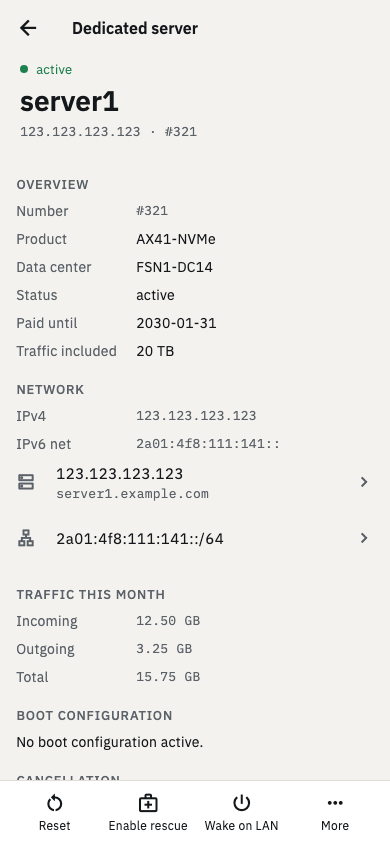 Dedicated server
active
server1
123.123.123.123 · #321
OVERVIEW
Number #321
Product AX41-NVMe
Data center FSN1-DC14
Status active
Paid until 2030-01-31
Traffic included 20 TB
NETWORK
IPv4 123.123.123.123
IPv6 net 2a01:4f8:111:141::
123.123.123.123
server1.example.com
2a01:4f8:111:141::/64
TRAFFIC THIS MONTH
Incoming 12.50 GB
Outgoing 3.25 GB
Total 15.75 GB
BOOT CONFIGURATION
No boot configuration active.
CANCELLATION
Reset Enable rescue Wake on LAN More